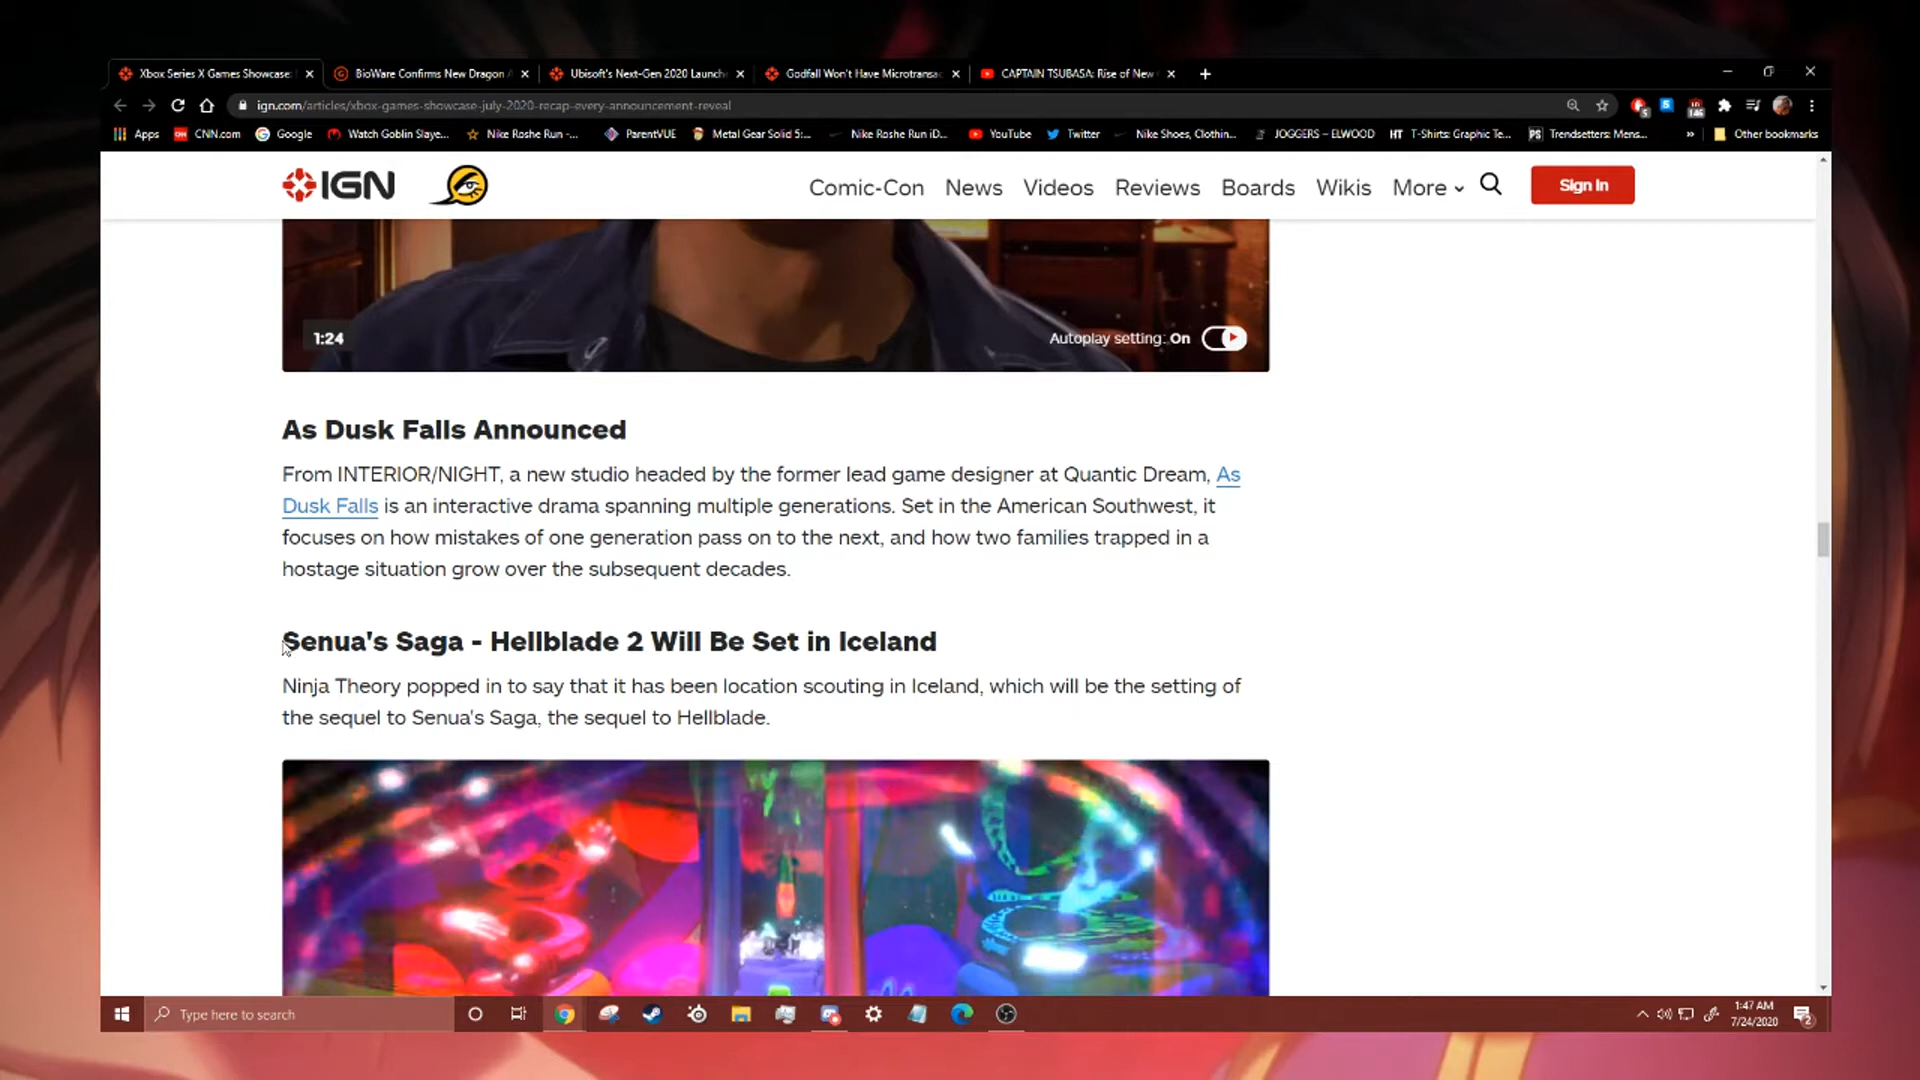 Xbox Series X Games Showcase:
BioWare Confirms New Dragon A
Ubisoft's Next-Gen 2020 Launch
Godfall Won't Have Microtransac
CAPTAIN TSUBASA: Rise of New
ign.com/articles/xbox-games-showcase-july-2020-recap-every-announcement-reveal
Apps
CNN.com
Google
Watch Goblin Slaye...
Nike Roshe Run -...
ParentVUE
Metal Gear Solid 5:...
Nike Roshe Run iD...
YouTube
Twitter
Nike Shoes, Clothin...
JOGGERS – ELWOOD
HT T-Shirts: Graphic Te...
PS Trendsetters: Mens...
»
Other bookmarks
IGN
Comic-Con
News
Videos
Reviews
Boards
Wikis
More
Sign In
1:24
Autoplay setting: On
As Dusk Falls Announced
From INTERIOR/NIGHT, a new studio headed by the former lead game designer at Quantic Dream, As
Dusk Falls is an interactive drama spanning multiple generations. Set in the American Southwest, it
focuses on how mistakes of one generation pass on to the next, and how two families trapped in a
hostage situation grow over the subsequent decades.
Senua's Saga - Hellblade 2 Will Be Set in Iceland
Ninja Theory popped in to say that it has been location scouting in Iceland, which will be the setting of
the sequel to Senua's Saga, the sequel to Hellblade.
Type here to search
1:47 AM
7/24/2020
2